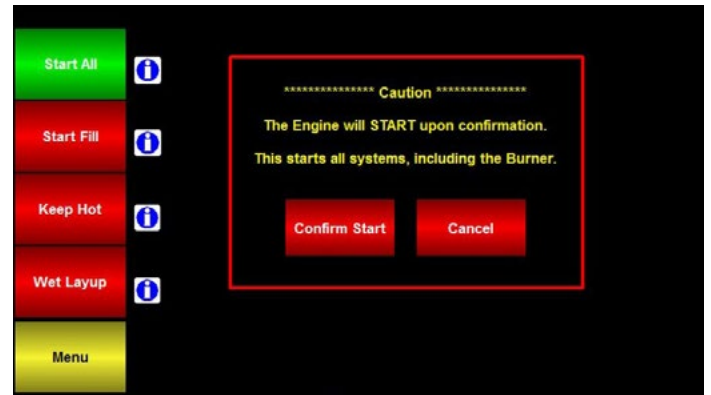 Start All
Start Fill
Keep Hot
Wet Layup
Menu
*************** Caution ***************
The Engine will START upon confirmation.
This starts all systems, including the Burner.
Confirm Start
Cancel